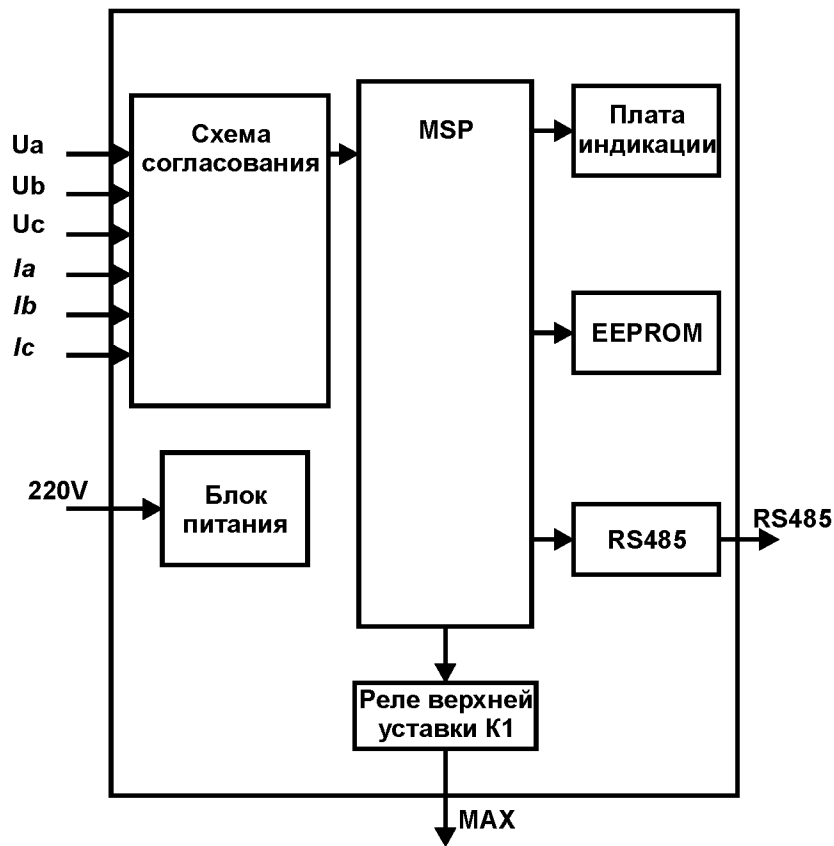 Ua
Ub
Uc
Ia
Ib
Ic
Схема
согласования
MSP
Плата
индикации
EEPROM
220V
Блок
питания
RS485
RS485
Реле верхней
уставки К1
MAX